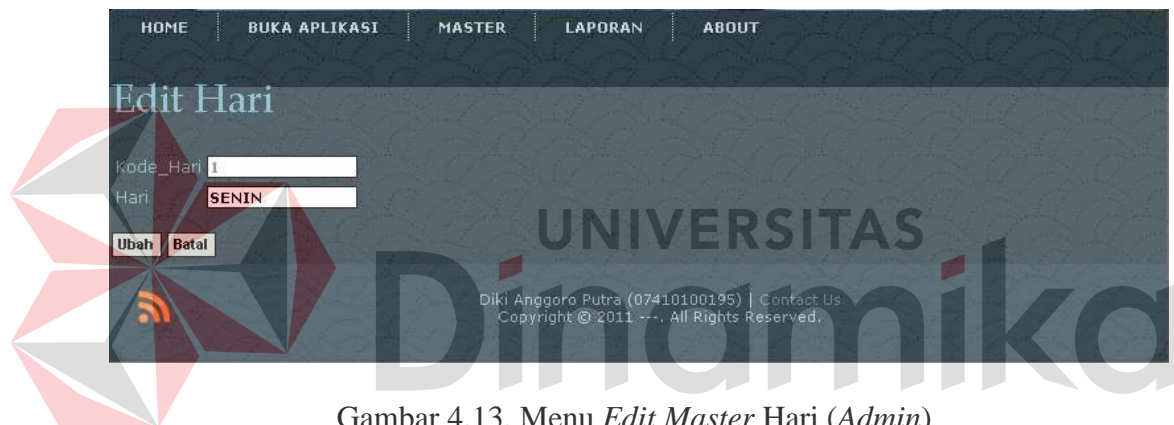 HOME BUKA APLIKASI MASTER LAPORAN ABOUT
Edit Hari
Kode_Hari 1
Hari SENIN
Ubah Batal
UNIVERSITAS
Dinamika
Diki Anggoro Putra (07410100195) | Contact Us
Copyright © 2011 ---. All Rights Reserved.
Gambar 4.13. Menu Edit Master Hari (Admin)